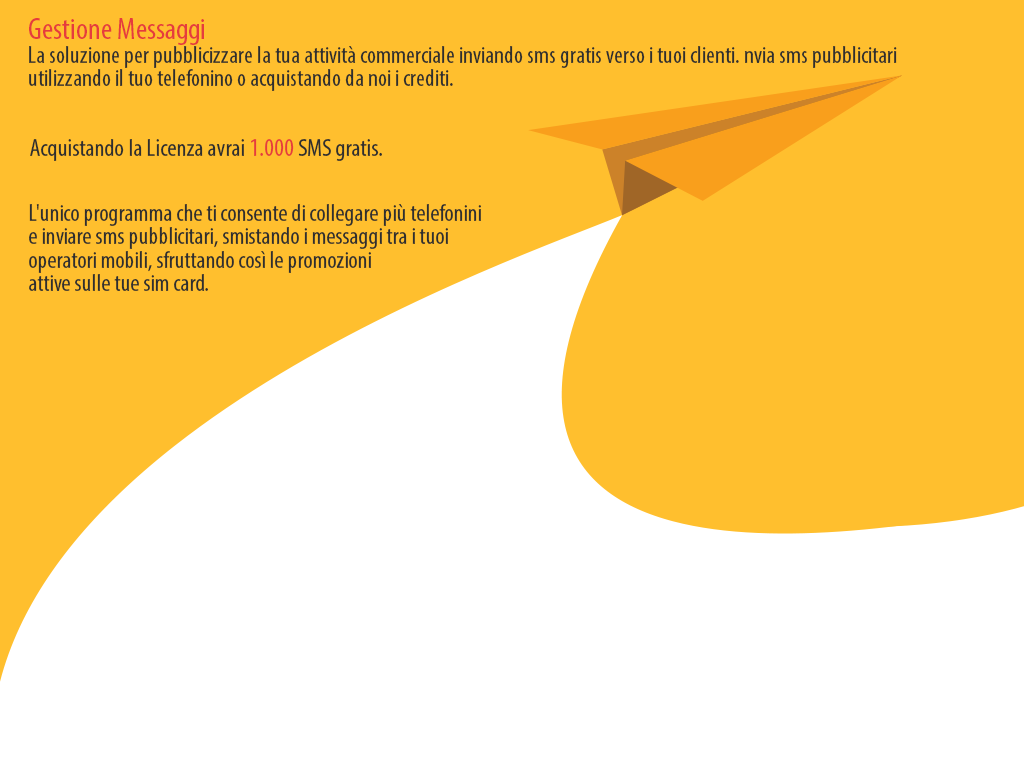 Gestione Messaggi
La soluzione per pubblicizzare la tua attività commerciale inviando sms gratis verso i tuoi clienti. nvia sms pubblicitari
utilizzando il tuo telefonino o acquistando da noi i crediti.
Acquistando la Licenza avrai 1.000 SMS gratis.
L'unico programma che ti consente di collegare più telefonini
e inviare sms pubblicitari, smistando i messaggi tra i tuoi
operatori mobili, sfruttando così le promozioni
attive sulle tue sim card.